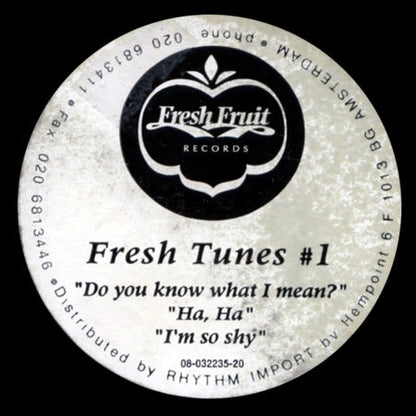 Fresh Fruit
RECORDS
Fresh Tunes #1
"Do you know what I mean?"
"Ha, Ha"
"I'm so shy"
08-032235-20
Distributed by RHYTHM IMPORT bv Hempoint 6 F 1013 BG AMSTERDAM • phone 020 6813411 • Fax. 020 6813446 •